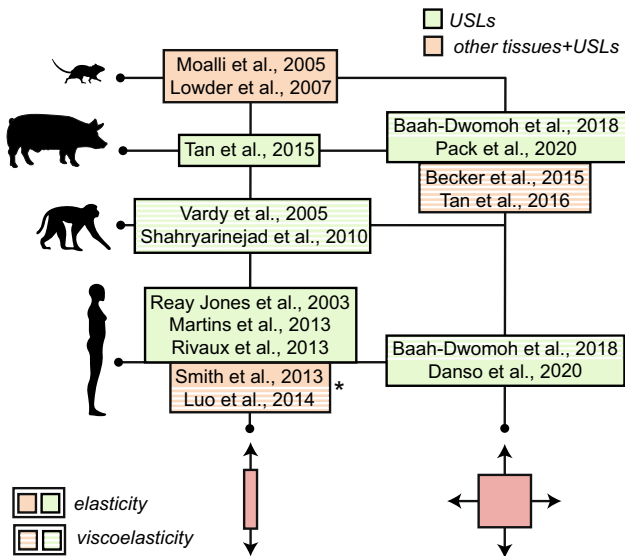 USLs
other tissues+USLs
Moalli et al., 2005
Lowder et al., 2007
Tan et al., 2015
Baah-Dwomoh et al., 2018
Pack et al., 2020
Becker et al., 2015
Tan et al., 2016
Vardy et al., 2005
Shahryarinejad et al., 2010
Reay Jones et al., 2003
Martins et al., 2013
Rivaux et al., 2013
Smith et al., 2013
Luo et al., 2014
*
Baah-Dwomoh et al., 2018
Danso et al., 2020
elasticity
viscoelasticity